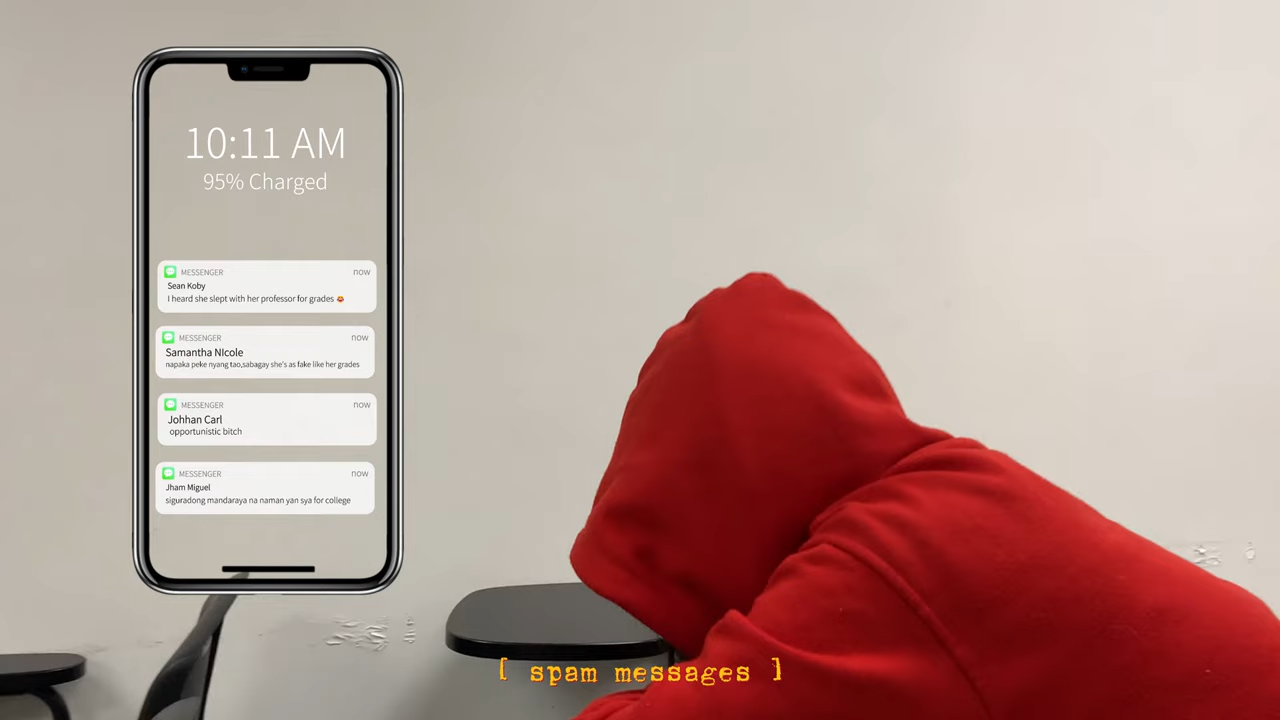 10:11 AM
95% Charged
MESSENGER now
Sean Koby
I heard she slept with her professor for grades
MESSENGER now
Samantha NIcole
napaka peke nyang tao,sabagay she's as fake like her grades
MESSENGER now
Johhan Carl
opportunistic bitch
MESSENGER now
Jham Miguel
siguradong mandaraya na naman yan sya for college
[ spam messages ]